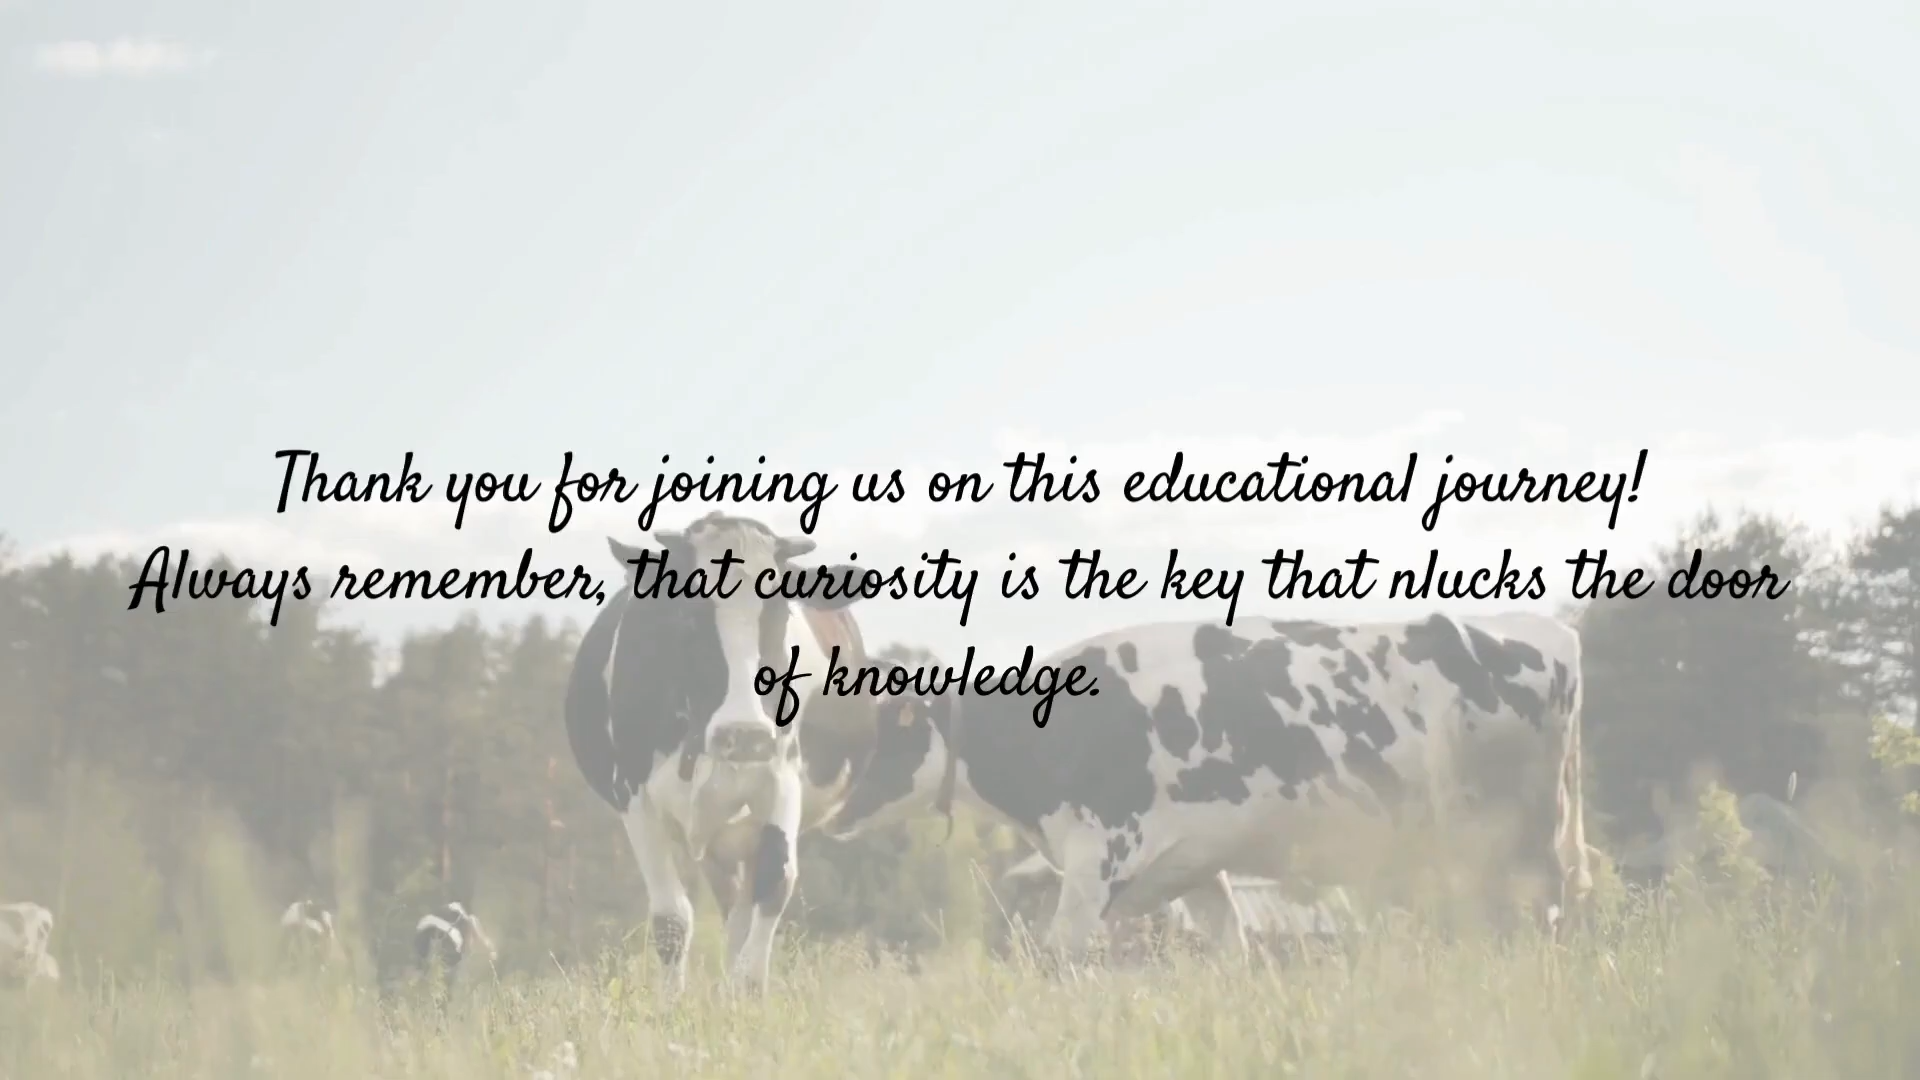 Thank you for joining us on this educational journey!
Always remember, that curiosity is the key that nlucks the door
of knowledge.